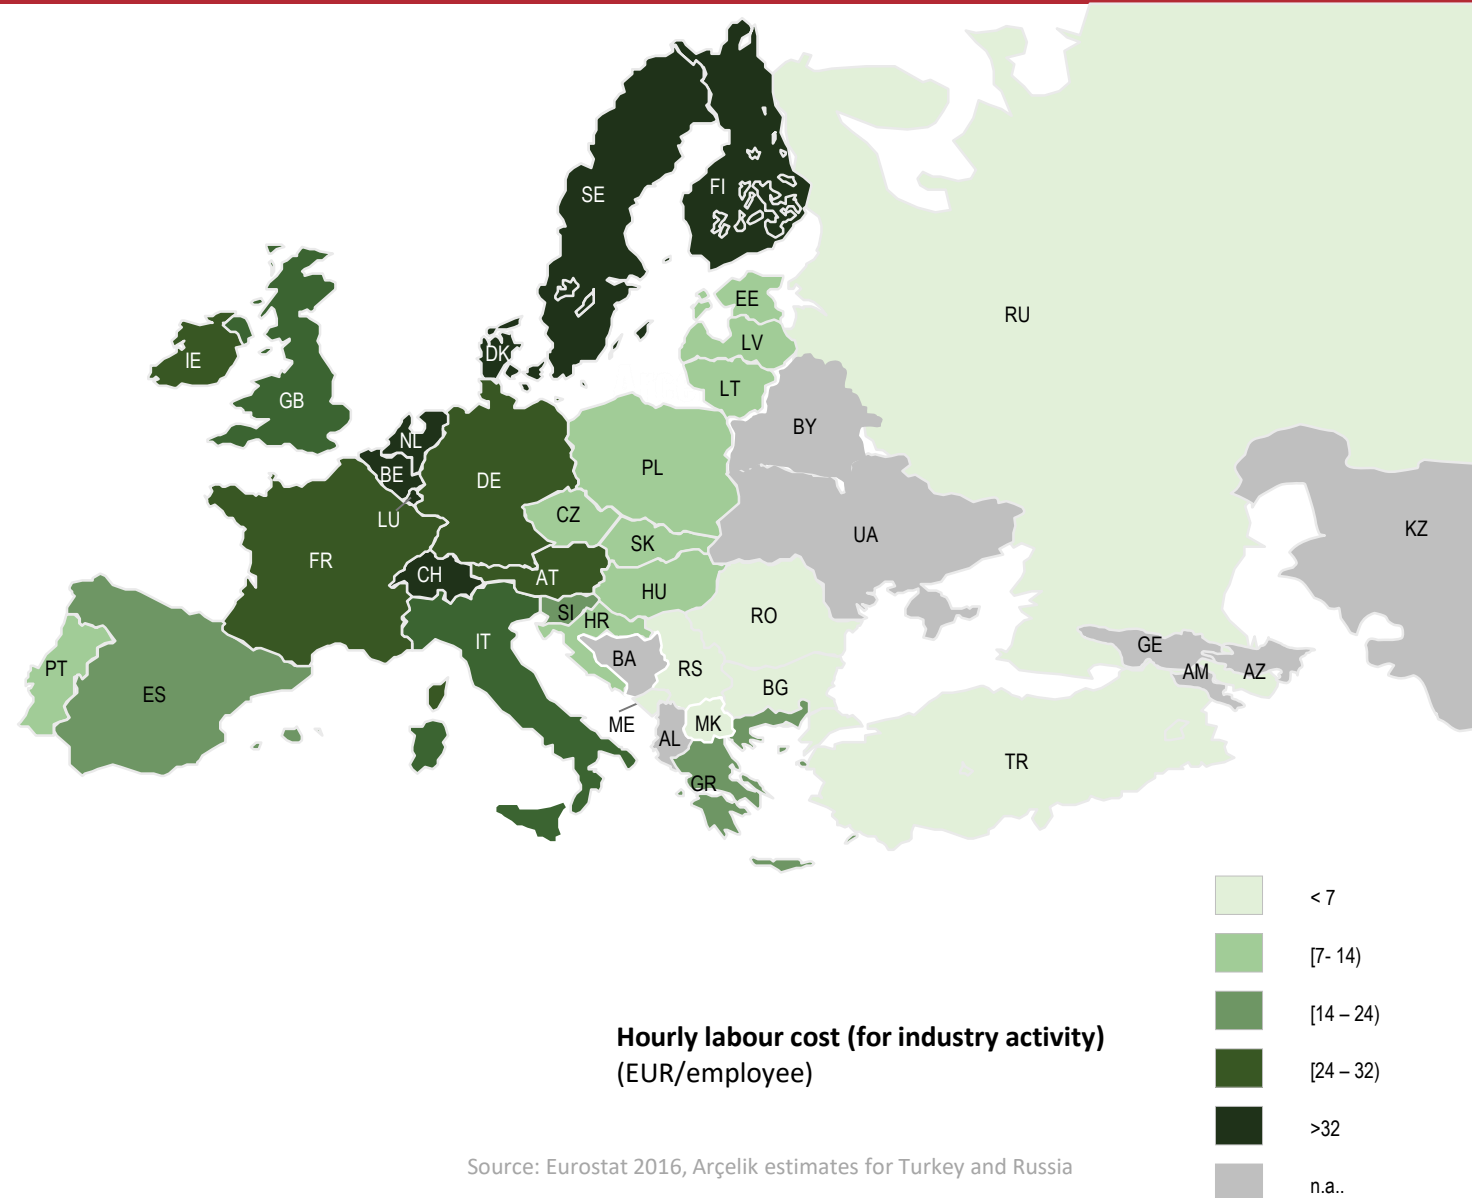 SE
FI
EE
RU
LV
DK
IE
LT
GB
BY
NL
PL
BE
DE
CZ
LU
KZ
UA
SK
FR
CH
AT
HU
SI
HR
RO
IT
GE
BA
PT
RS
AM
AZ
BG
ES
ME
MK
AL
TR
GR
< 7
[7- 14)
[14 – 24)
Hourly labour cost (for industry activity)
(EUR/employee)
[24 – 32)
>32
Source: Eurostat 2016, Arçelik estimates for Turkey and Russia
n.a..